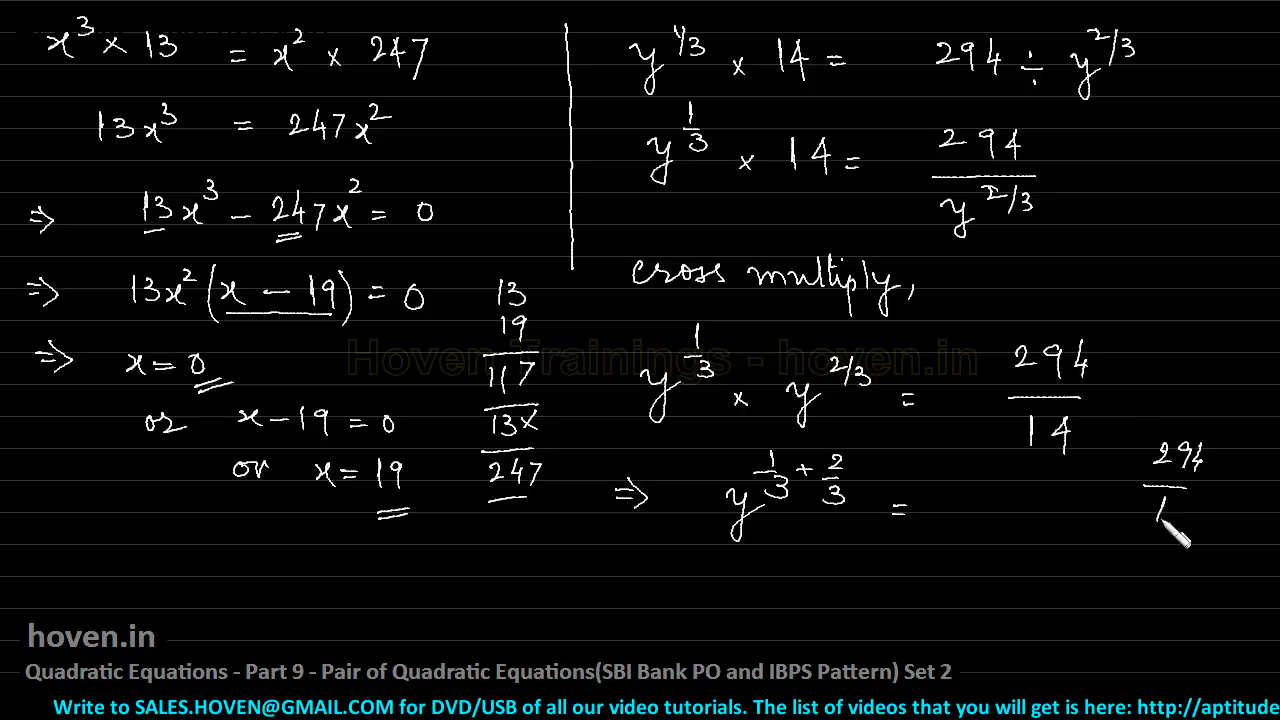 x³ × 13 = x² × 247
13x³ = 247x²
⇒ 13x³ − 247x² = 0
⇒ 13x² (x − 19) = 0
⇒ x = 0
or x − 19 = 0
or x = 19
13
19
117
13×
247
y^1/3 × 14 = 294 ÷ y^2/3
y^1/3 × 14 = 294 / y^2/3
cross multiply,
y^1/3 × y^2/3 = 294 / 14
⇒ y^1/3 + 2/3 = 294 / 1
Hoven Trainings - hoven.in
hoven.in
Quadratic Equations - Part 9 - Pair of Quadratic Equations(SBI Bank PO and IBPS Pattern) Set 2
Write to SALES.HOVEN@GMAIL.COM for DVD/USB of all our video tutorials. The list of videos that you will get is here: http://aptitude